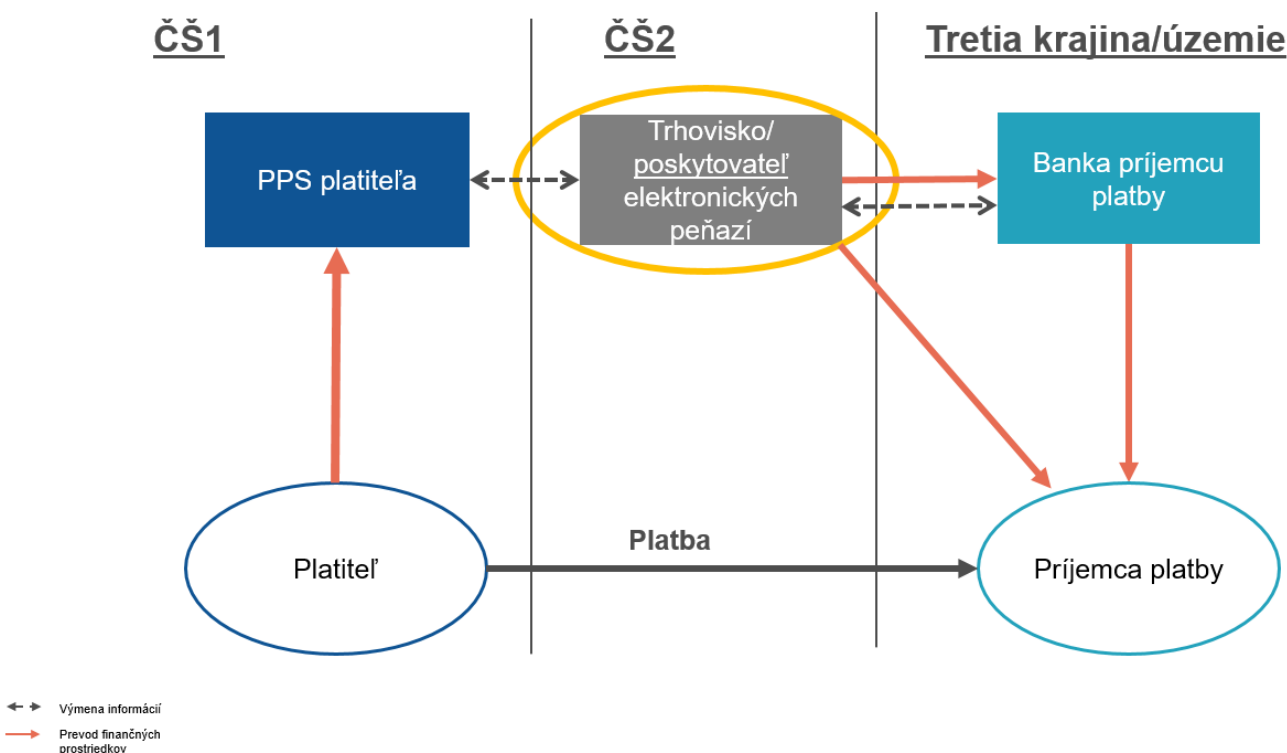 ČŠ1
ČŠ2
Tretia krajina/územie
PPS platiteľa
Trhovisko/
poskytovateľ
elektronických
peňazí
Banka príjemcu
platby
Platba
Platiteľ
Príjemca platby
Výmena informácií
Prevod finančných
prostriedkov